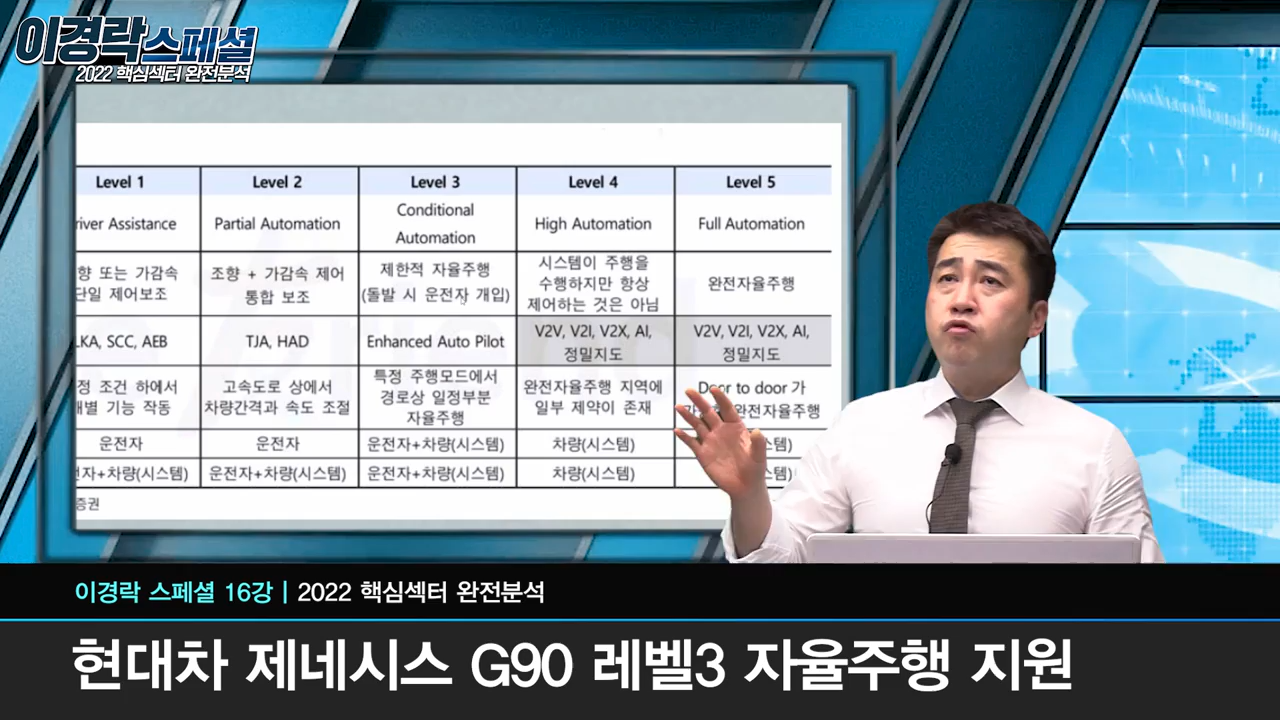 이경락스페셜
2022 핵심섹터 완전분석
Level 1 Level 2 Level 3 Level 4 Level 5
river Assistance Partial Automation Conditional Automation High Automation Full Automation
향 또는 가감속
단일 제어보조
조향 + 가감속 제어
통합 보조
제한적 자율주행
(돌발 시 운전자 개입)
시스템이 주행을
수행하지만 항상
제어하는 것은 아님
완전자율주행
LKA, SCC, AEB
TJA, HAD
Enhanced Auto Pilot
V2V, V2I, V2X, AI,
정밀지도
V2V, V2I, V2X, AI,
정밀지도
정 조건 하에서
개별 기능 작동
고속도로 상에서
차량간격과 속도 조절
특정 주행모드에서
경로상 일정부분
자율주행
완전자율주행 지역에
일부 제약이 존재
Door to door 가
완전자율주행
운전자 운전자 운전자+차량(시스템) 차량(시스템) 스템)
전자+차량(시스템) 운전자+차량(시스템) 운전자+차량(시스템) 차량(시스템) 스템)
증권
이경락 스페셜 16강 | 2022 핵심섹터 완전분석
현대차 제네시스 G90 레벨3 자율주행 지원